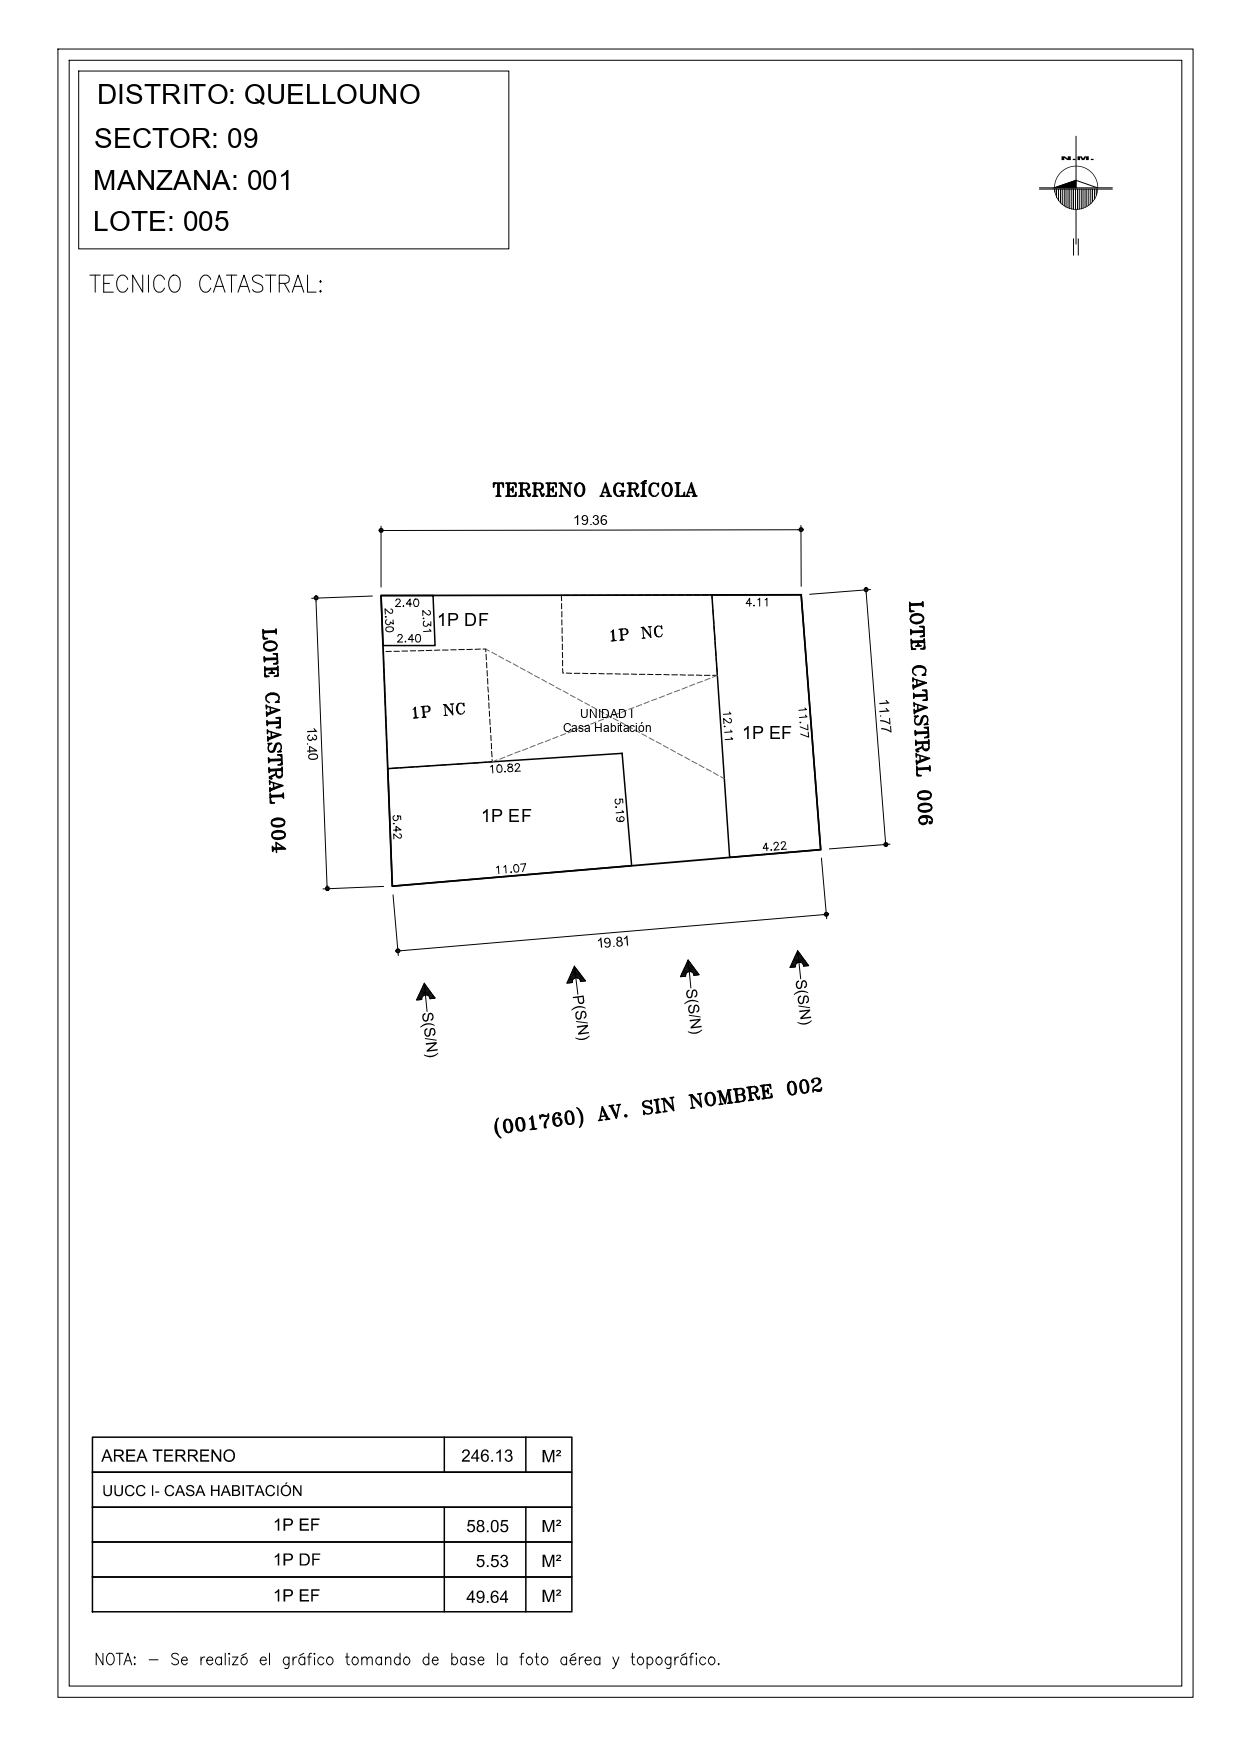 DISTRITO: QUELLOUNO
SECTOR: 09
MANZANA: 001
LOTE: 005
N.M.
TECNICO CATASTRAL:
TERRENO AGRÍCOLA
19.36
2.40
2.30
2.31
2.40
1P DF
1P NC
4.11
LOTE CATASTRAL 004
13.40
1P NC
UNIDAD I
Casa Habitación
12.11
1P EF
11.77
11.77
LOTE CATASTRAL 006
10.82
5.42
1P EF
5.19
11.07
4.22
19.81
S(S/N)
P(S/N)
S(S/N)
S(S/N)
(001760) AV. SIN NOMBRE 002
AREA TERRENO 246.13 M²
UUCC I- CASA HABITACIÓN
1P EF 58.05 M²
1P DF 5.53 M²
1P EF 49.64 M²
NOTA: - Se realizó el gráfico tomando de base la foto aérea y topográfico.